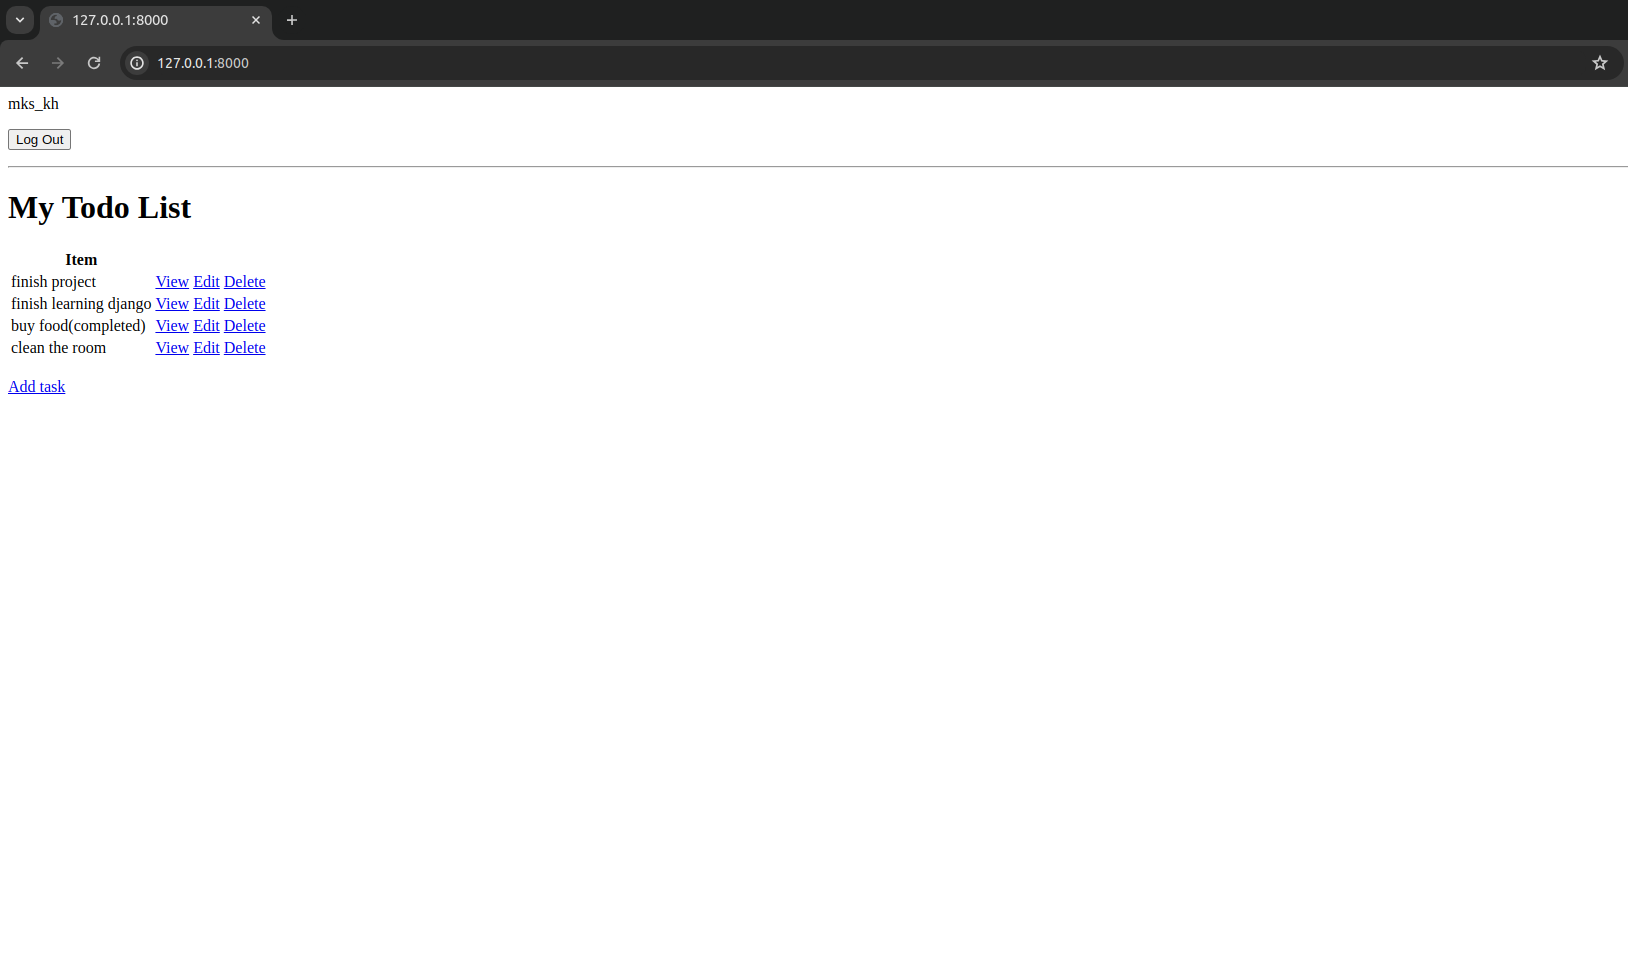 127.0.0.1:8000
127.0.0.1:8000
mks_kh
Log Out
My Todo List
Item
finish project View Edit Delete
finish learning django View Edit Delete
buy food(completed) View Edit Delete
clean the room View Edit Delete
Add task